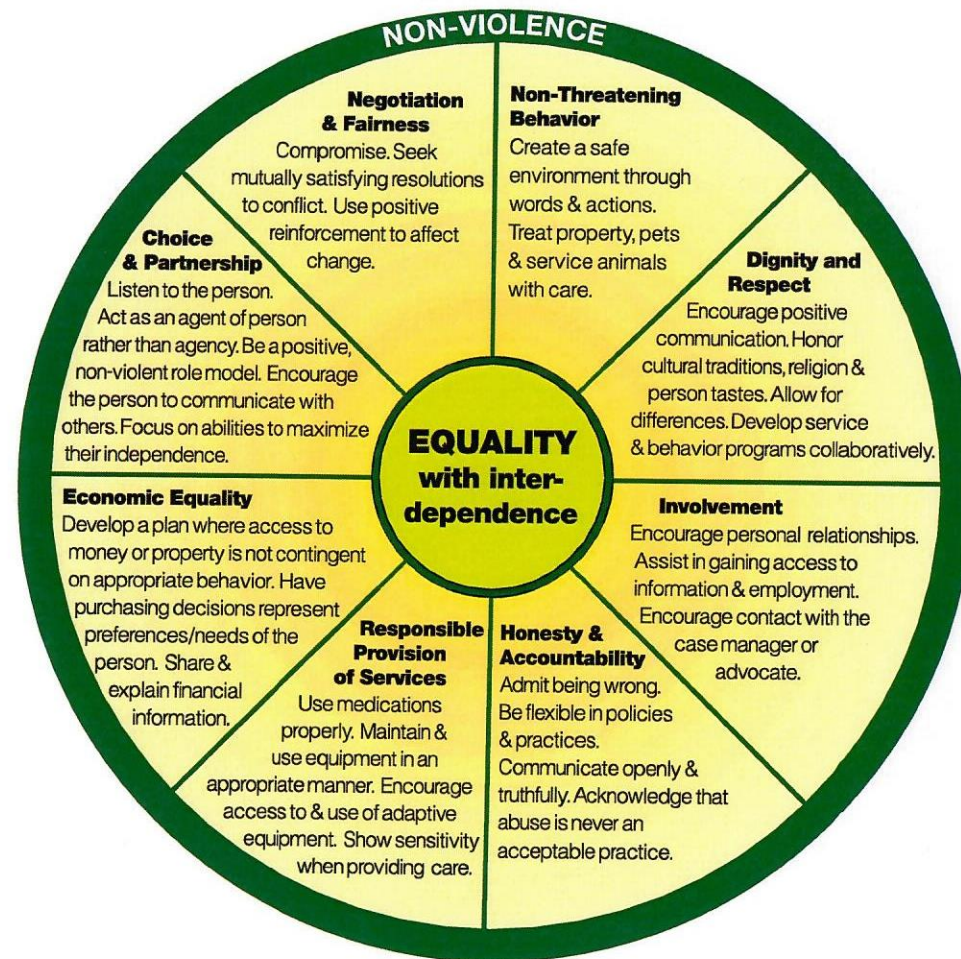 NON-VIOLENCE
Negotiation
& Fairness
Compromise. Seek
mutually satisfying resolutions
to conflict. Use positive
reinforcement to affect
change.
Non-Threatening
Behavior
Create a safe
environment through
words & actions.
Treat property, pets
& service animals
with care.
Dignity and
Respect
Encourage positive
communication. Honor
cultural traditions, religion &
person tastes. Allow for
differences. Develop service
& behavior programs collaboratively.
Involvement
Encourage personal relationships.
Assist in gaining access to
information & employment.
Encourage contact with the
case manager or
advocate.
Honesty &
Accountability
Admit being wrong.
Be flexible in policies
& practices.
Communicate openly &
truthfully. Acknowledge that
abuse is never an
acceptable practice.
Responsible
Provision
of Services
Use medications
properly. Maintain &
use equipment in an
appropriate manner. Encourage
access to & use of adaptive
equipment. Show sensitivity
when providing care.
Economic Equality
Develop a plan where access to
money or property is not contingent
on appropriate behavior. Have
purchasing decisions represent
preferences/needs of the
person. Share &
explain financial
information.
Choice
& Partnership
Listen to the person.
Act as an agent of person
rather than agency. Be a positive,
non-violent role model. Encourage
the person to communicate with
others. Focus on abilities to maximize
their independence.
EQUALITY
with inter-
dependence